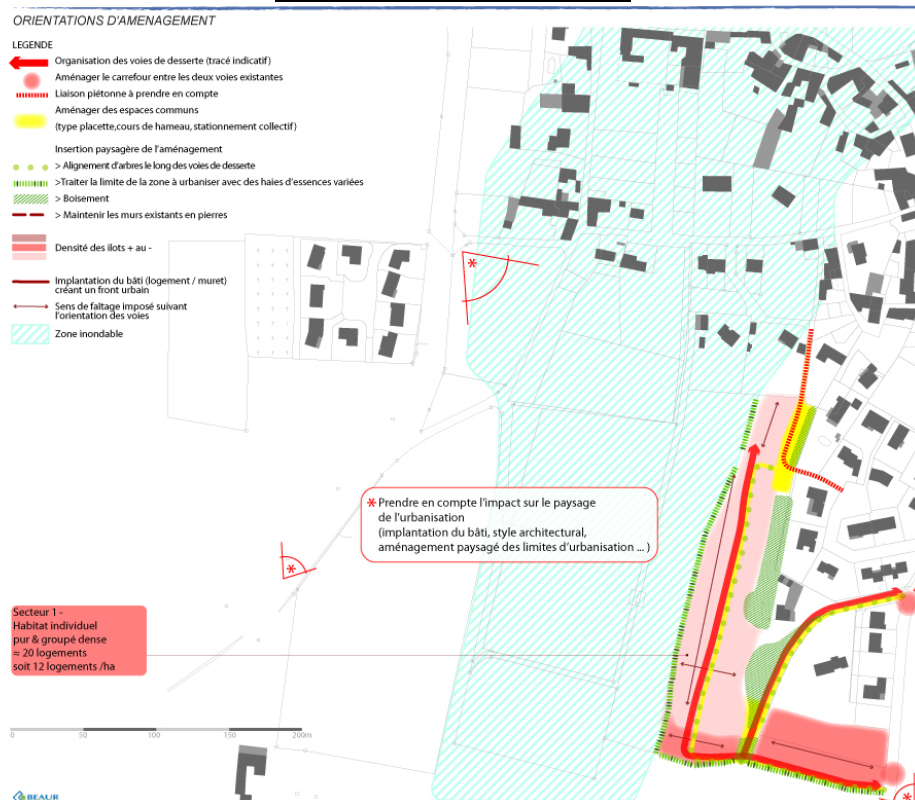 ORIENTATIONS D'AMENAGEMENT
LEGENDE
Organisation des voies de desserte (tracé indicatif)
Aménager le carrefour entre les deux voies existantes
Liaison piétonne à prendre en compte
Aménager des espaces communs
(type placette,cours de hameau, stationnement collectif)
Insertion paysagère de l'aménagement
> Alignement d'arbres le long des voies de desserte
>Traiter la limite de la zone à urbaniser avec des haies d'essences variées
> Boisement
> Maintenir les murs existants en pierres
Densité des ilots + au -
Implantation du bâti (logement / muret)
créant un front urbain
Sens de faîtage imposé suivant
l'orientation des voies
Zone inondable
*
* Prendre en compte l'impact sur le paysage
de l'urbanisation
(implantation du bâti, style architectural,
aménagement paysagé des limites d'urbanisation ... )
*
Secteur 1 -
Habitat individuel
pur & groupé dense
≈ 20 logements
soit 12 logements /ha
0 50 100 150 200m
*
BEAUR